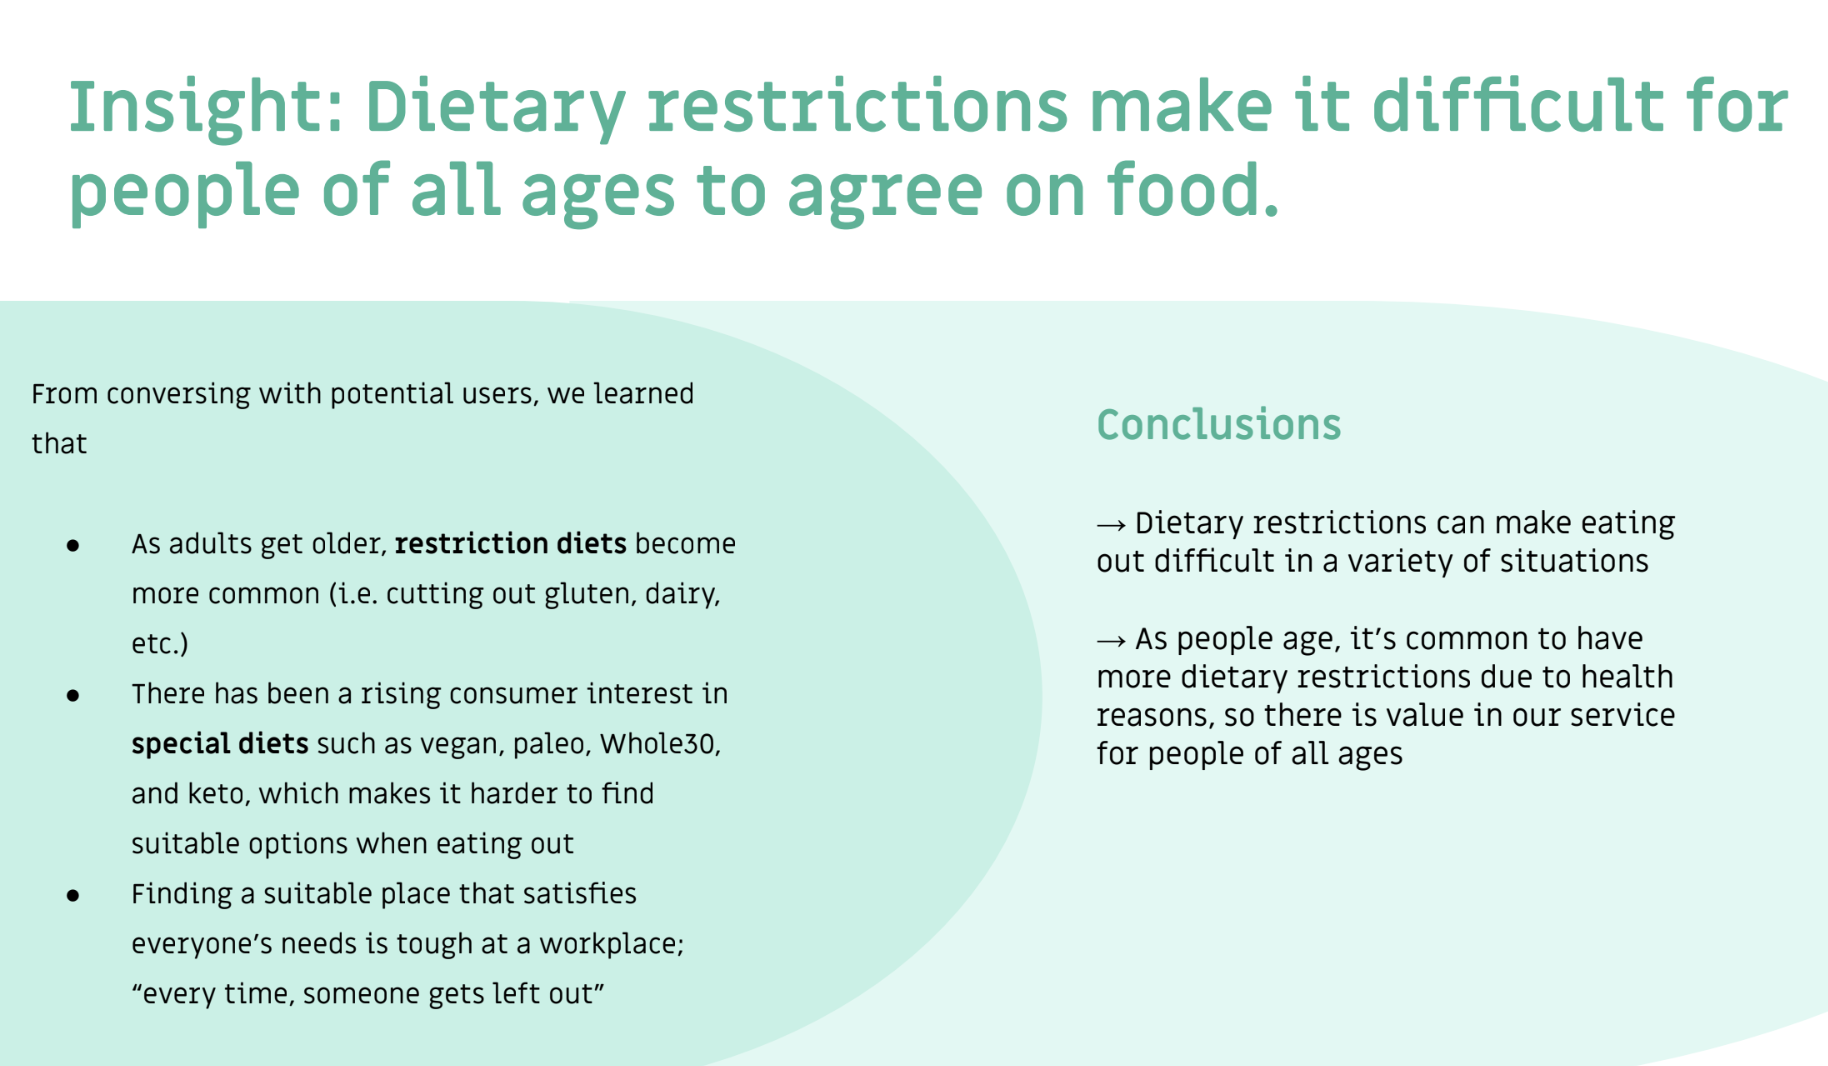 Insight: Dietary restrictions make it difficult for
people of all ages to agree on food.
From conversing with potential users, we learned
that
● As adults get older, restriction diets become
more common (i.e. cutting out gluten, dairy,
etc.)
● There has been a rising consumer interest in
special diets such as vegan, paleo, Whole30,
and keto, which makes it harder to find
suitable options when eating out
● Finding a suitable place that satisfies
everyone’s needs is tough at a workplace;
“every time, someone gets left out”
Conclusions
→ Dietary restrictions can make eating
out difficult in a variety of situations
→ As people age, it’s common to have
more dietary restrictions due to health
reasons, so there is value in our service
for people of all ages